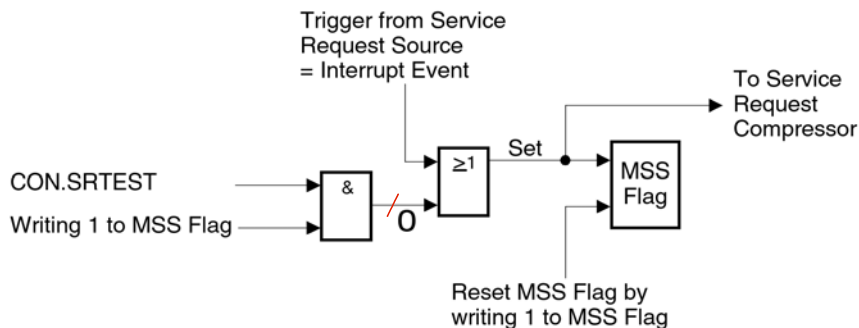 Trigger from Service
Request Source
= Interrupt Event
To Service
Request
Compressor
Set
≥1
MSS
Flag
CON.SRTEST
&
Writing 1 to MSS Flag
0
Reset MSS Flag by
writing 1 to MSS Flag